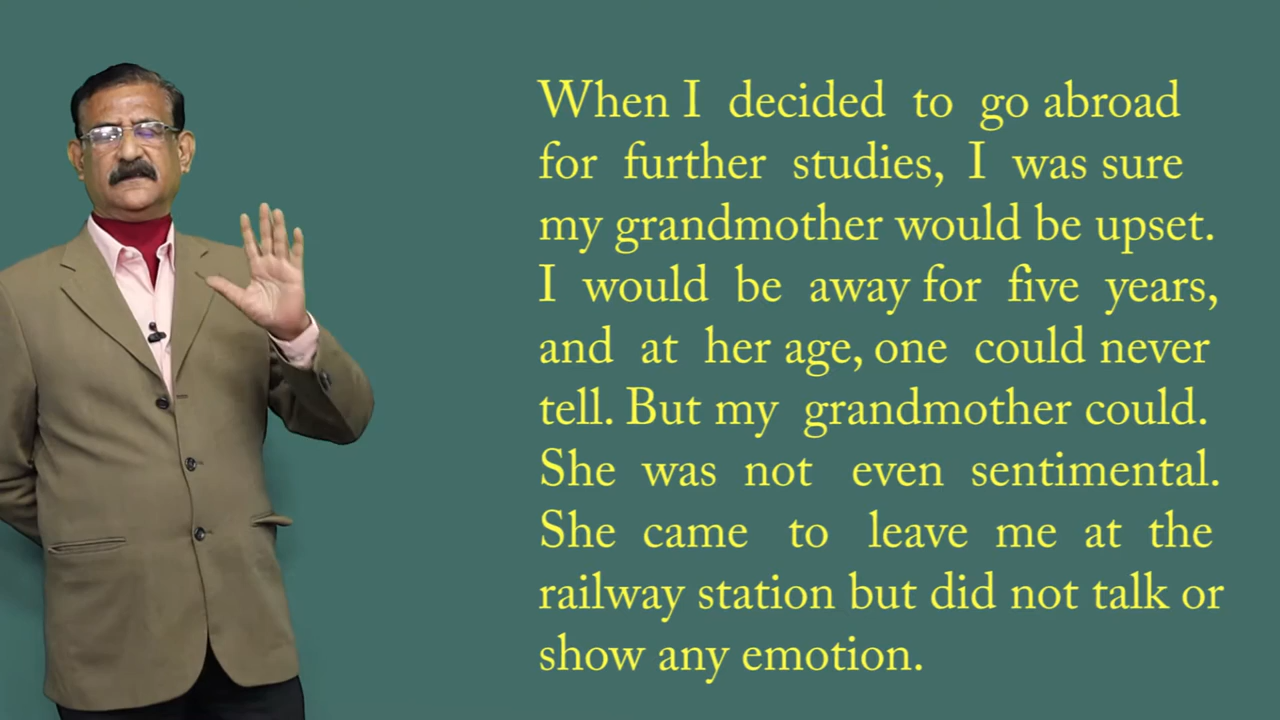 When I decided to go abroad
for further studies, I was sure
my grandmother would be upset.
I would be away for five years,
and at her age, one could never
tell. But my grandmother could.
She was not even sentimental.
She came to leave me at the
railway station but did not talk or
show any emotion.